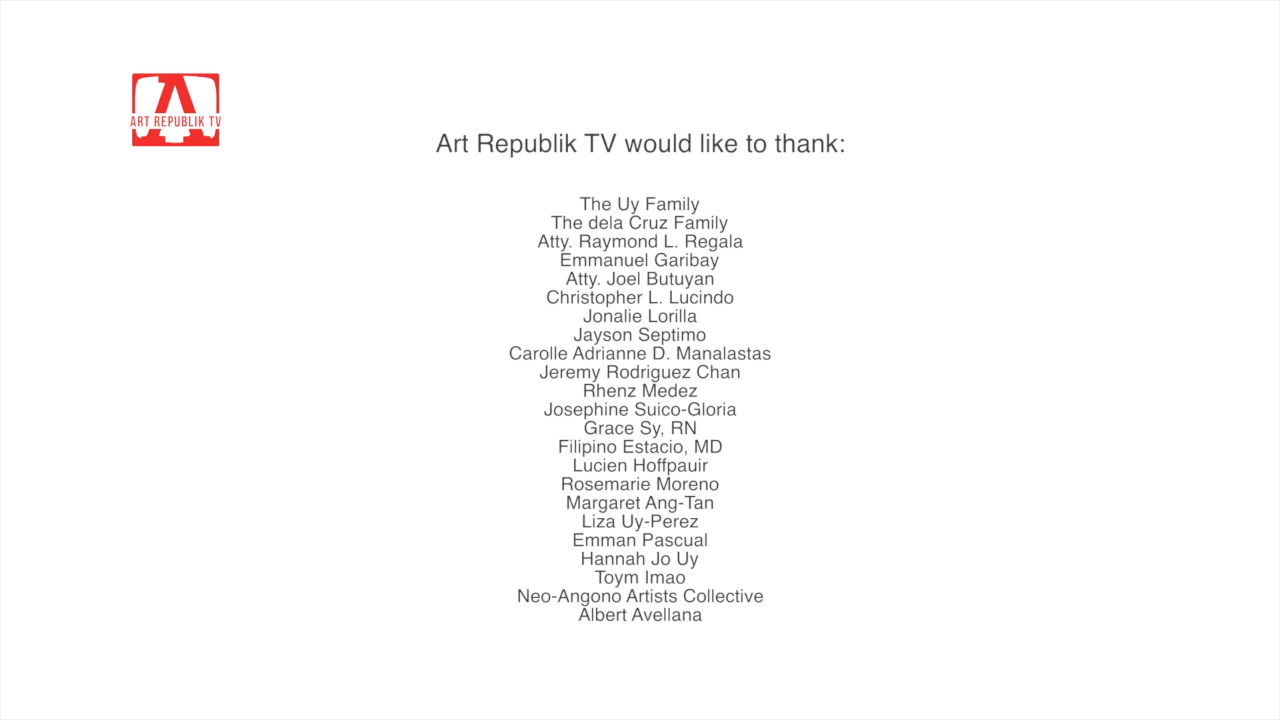 ART REPUBLIK TV
Art Republik TV would like to thank:
The Uy Family
The dela Cruz Family
Atty. Raymond L. Regala
Emmanuel Garibay
Atty. Joel Butuyan
Christopher L. Lucindo
Jonalie Lorilla
Jayson Septimo
Carolle Adrianne D. Manalastas
Jeremy Rodriguez Chan
Rhenz Medez
Josephine Suico-Gloria
Grace Sy, RN
Filipino Estacio, MD
Lucien Hoffpauir
Rosemarie Moreno
Margaret Ang-Tan
Liza Uy-Perez
Emman Pascual
Hannah Jo Uy
Toym Imao
Neo-Angono Artists Collective
Albert Avellana